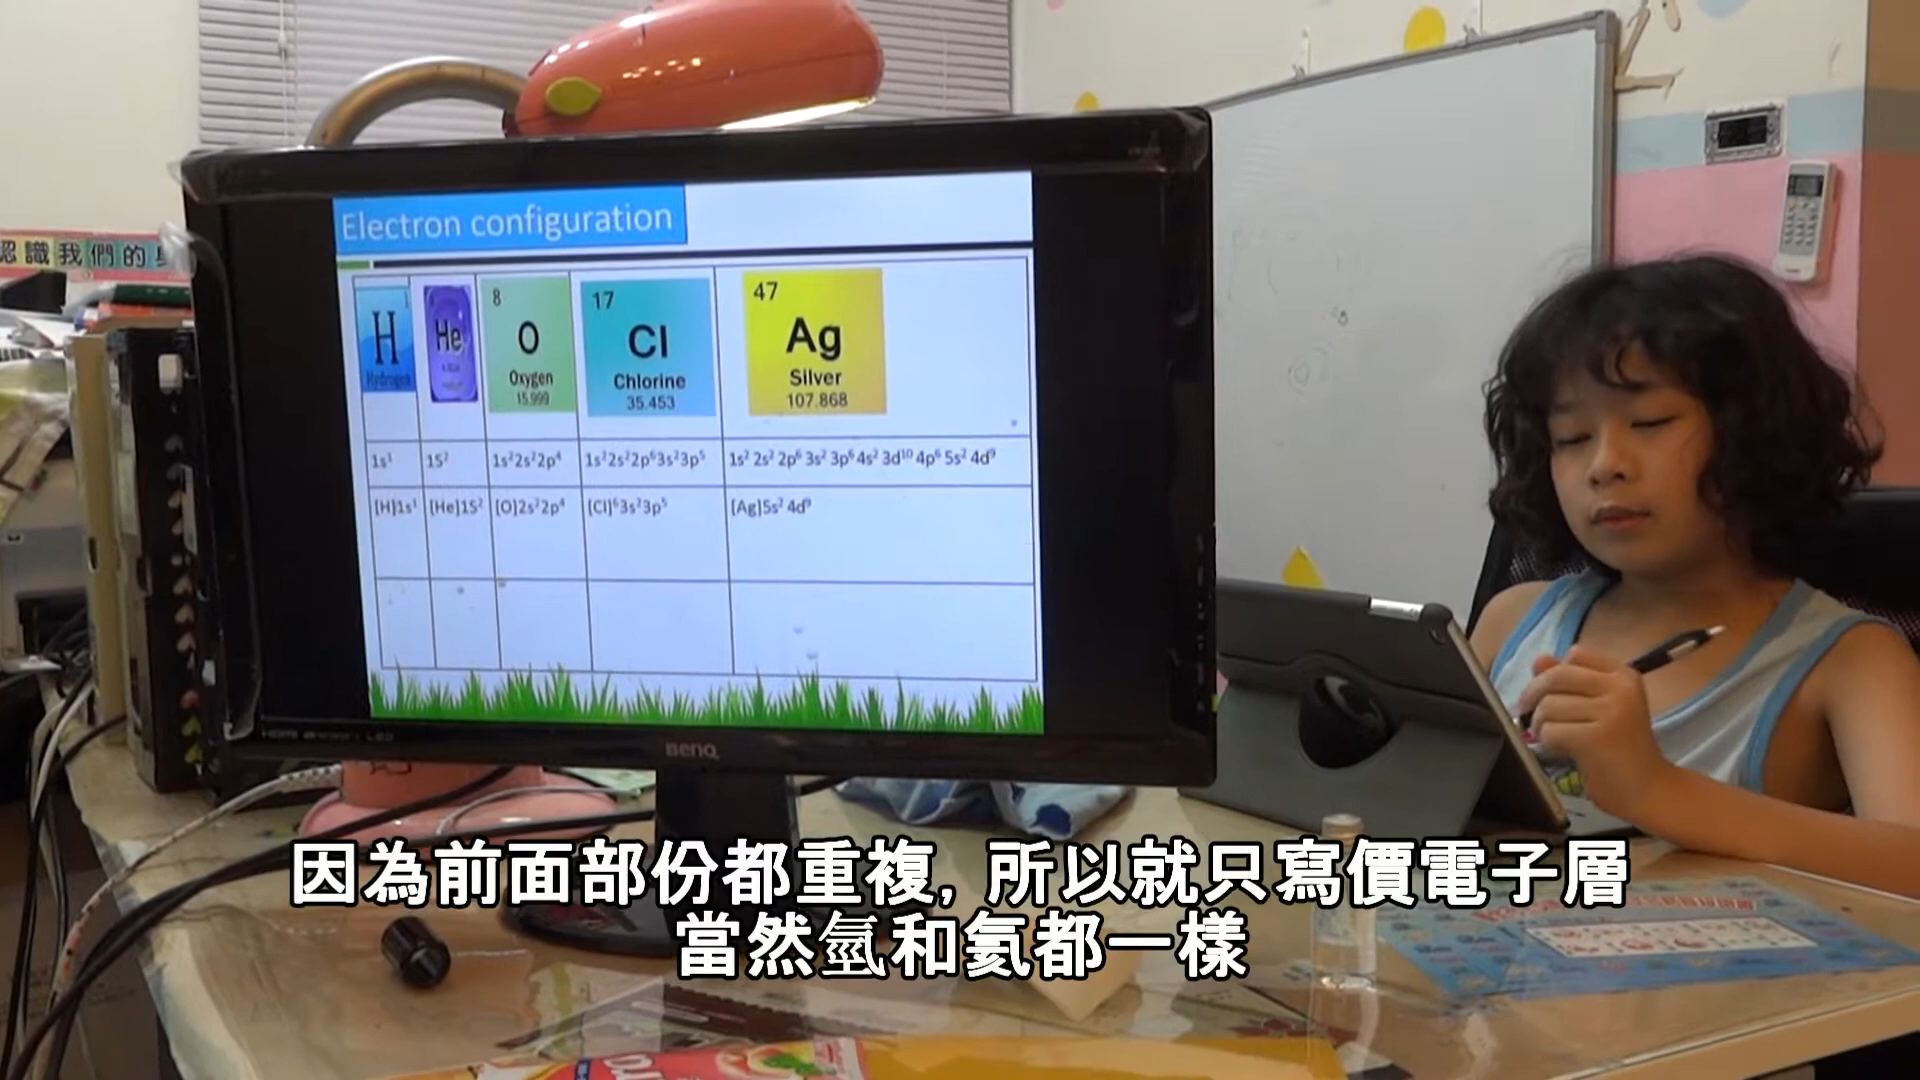 認識我們的身
Electron configuration
1
H
Hydrogen
He
8
O
Oxygen
15.999
17
Cl
Chlorine
35.453
47
Ag
Silver
107.868
1s¹
1S²
1s²2s²2p⁴
1s²2s²2p⁶3s²3p⁵
1s² 2s² 2p⁶ 3s² 3p⁶ 4s² 3d¹⁰ 4p⁶ 5s² 4d⁹
[H]1s¹
[He]1S²
[O]2s²2p⁴
[Cl]⁶3s²3p⁵
[Ag]5s² 4d⁹
BenQ
因為前面部份都重複, 所以就只寫價電子層
當然氫和氦都一樣